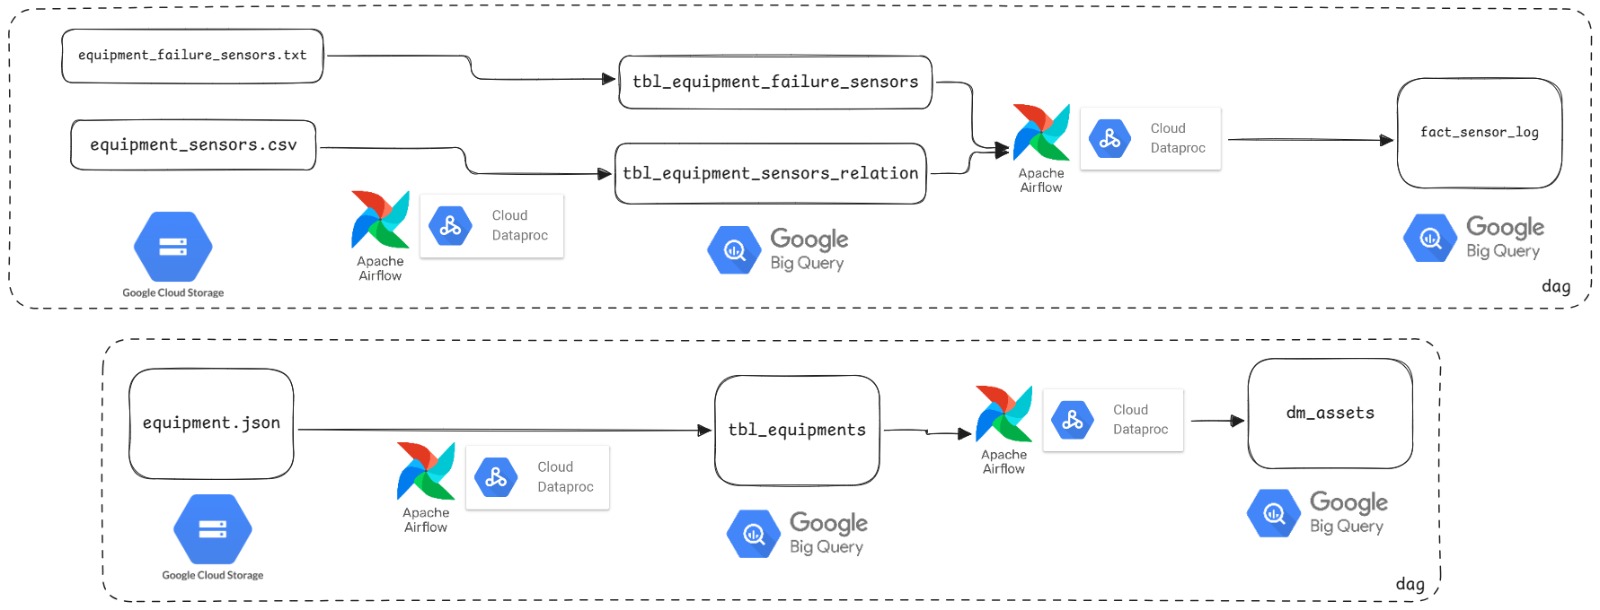 equipment_failure_sensors.txt
tbl_equipment_failure_sensors
equipment_sensors.csv
tbl_equipment_sensors_relation
Cloud
Dataproc
Apache
Airflow
fact_sensor_log
Cloud
Dataproc
Apache
Airflow
Google Cloud Storage
Google
Big Query
Google
Big Query
dag
equipment.json
tbl_equipments
Cloud
Dataproc
Apache
Airflow
dm_assets
Cloud
Dataproc
Apache
Airflow
Google Cloud Storage
Google
Big Query
Google
Big Query
dag